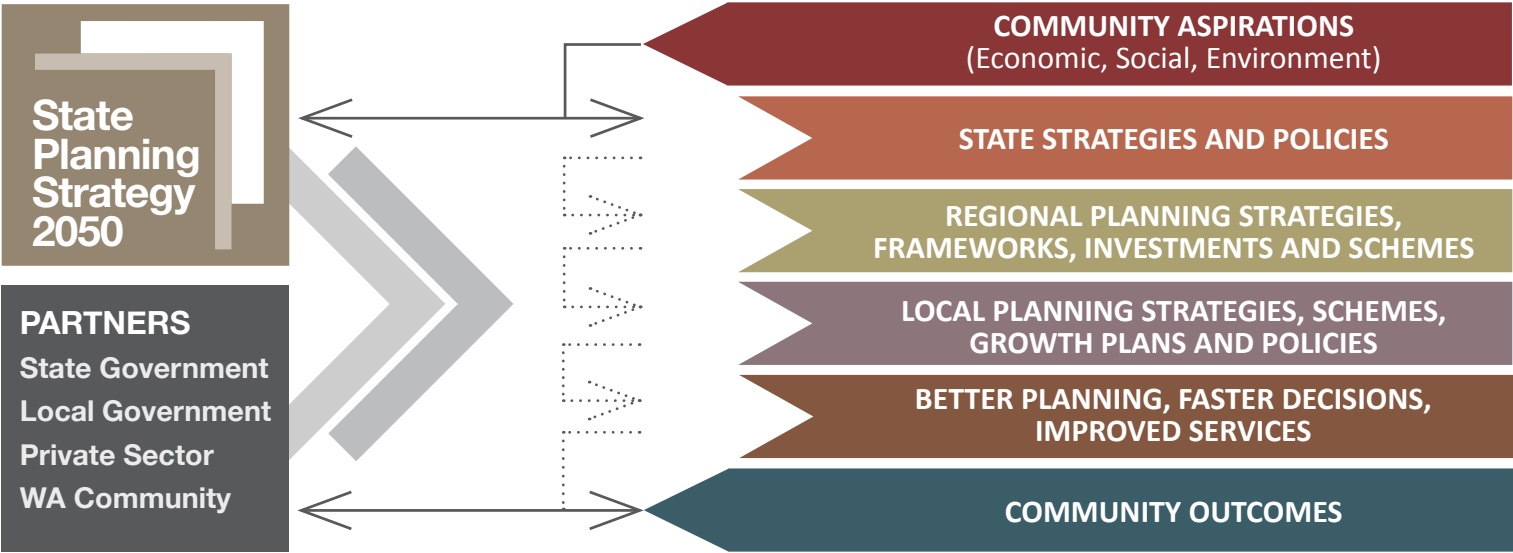 State
Planning
Strategy
2050
PARTNERS
State Government
Local Government
Private Sector
WA Community
COMMUNITY ASPIRATIONS
(Economic, Social, Environment)
STATE STRATEGIES AND POLICIES
REGIONAL PLANNING STRATEGIES,
FRAMEWORKS, INVESTMENTS AND SCHEMES
LOCAL PLANNING STRATEGIES, SCHEMES,
GROWTH PLANS AND POLICIES
BETTER PLANNING, FASTER DECISIONS,
IMPROVED SERVICES
COMMUNITY OUTCOMES